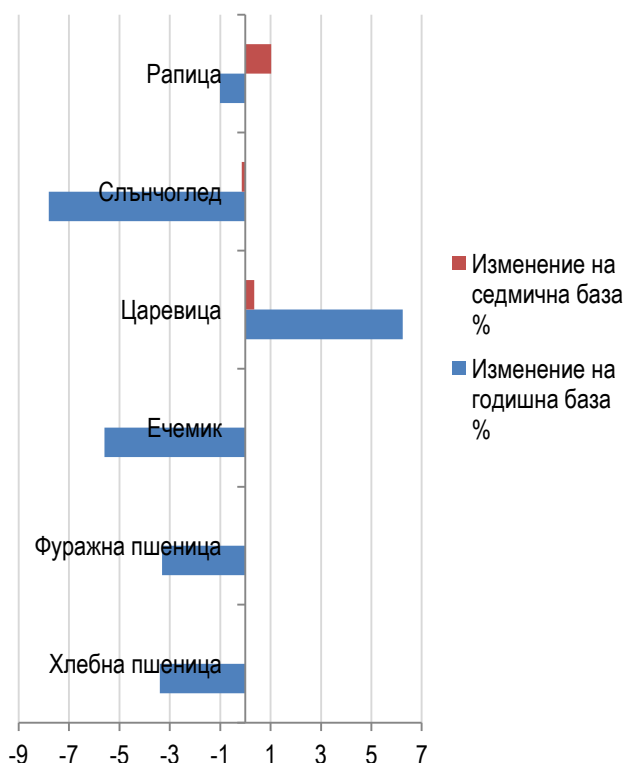 Рапица
Слънчоглед
Царевица
Ечемик
Фуражна пшеница
Хлебна пшеница
-9 -7 -5 -3 -1 1 3 5 7
Изменение на
седмична база
%
Изменение на
годишна база
%